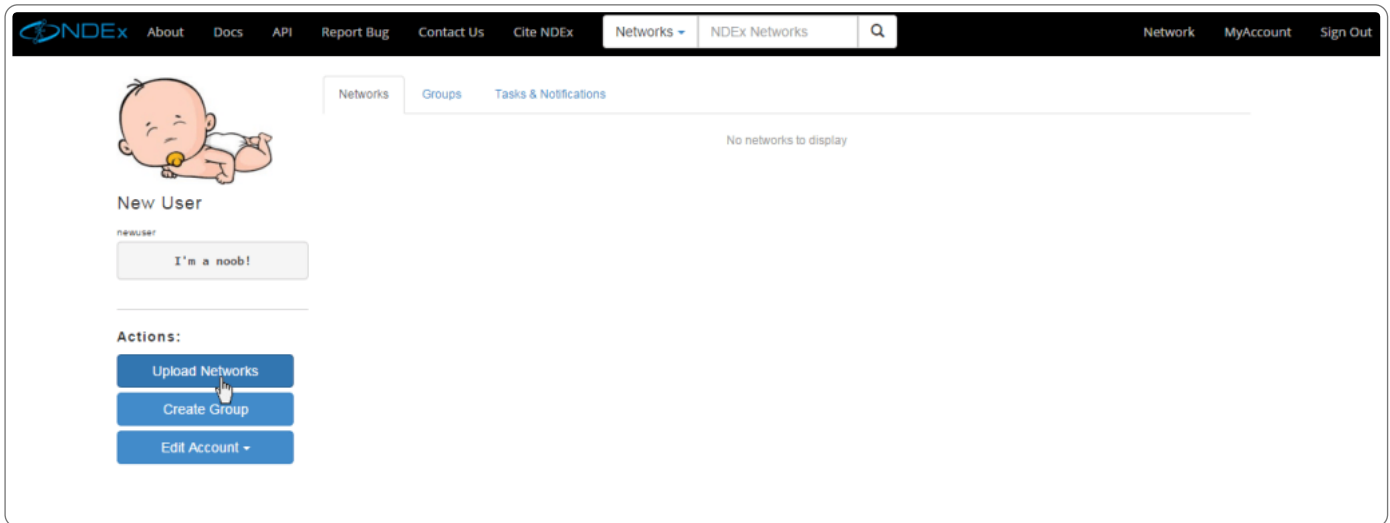 NDEx About Docs API Report Bug Contact Us Cite NDEx Networks NDEx Networks Network MyAccount Sign Out
Networks Groups Tasks & Notifications
No networks to display
New User
newuser
I'm a noob!
Actions:
Upload Networks
Create Group
Edit Account